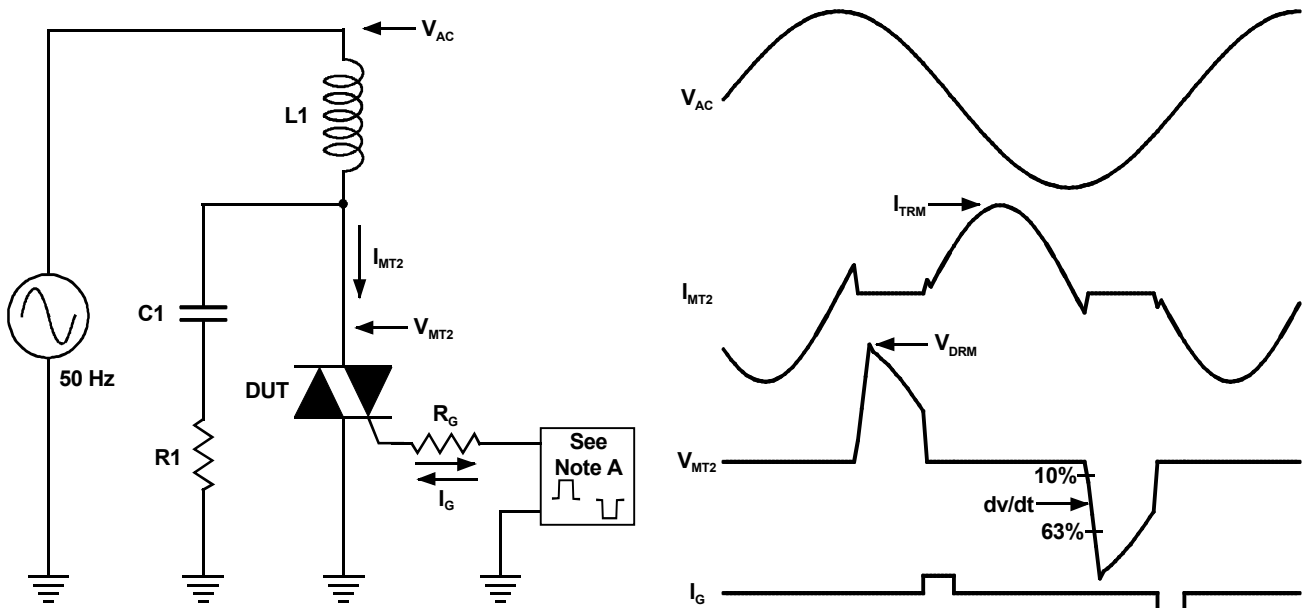 V_AC
L1
I_MT2
C1
V_MT2
50 Hz
DUT
R_G
See
Note A
R1
I_G
V_AC
I_TRM
I_MT2
V_DRM
V_MT2
10%
dv/dt
63%
I_G